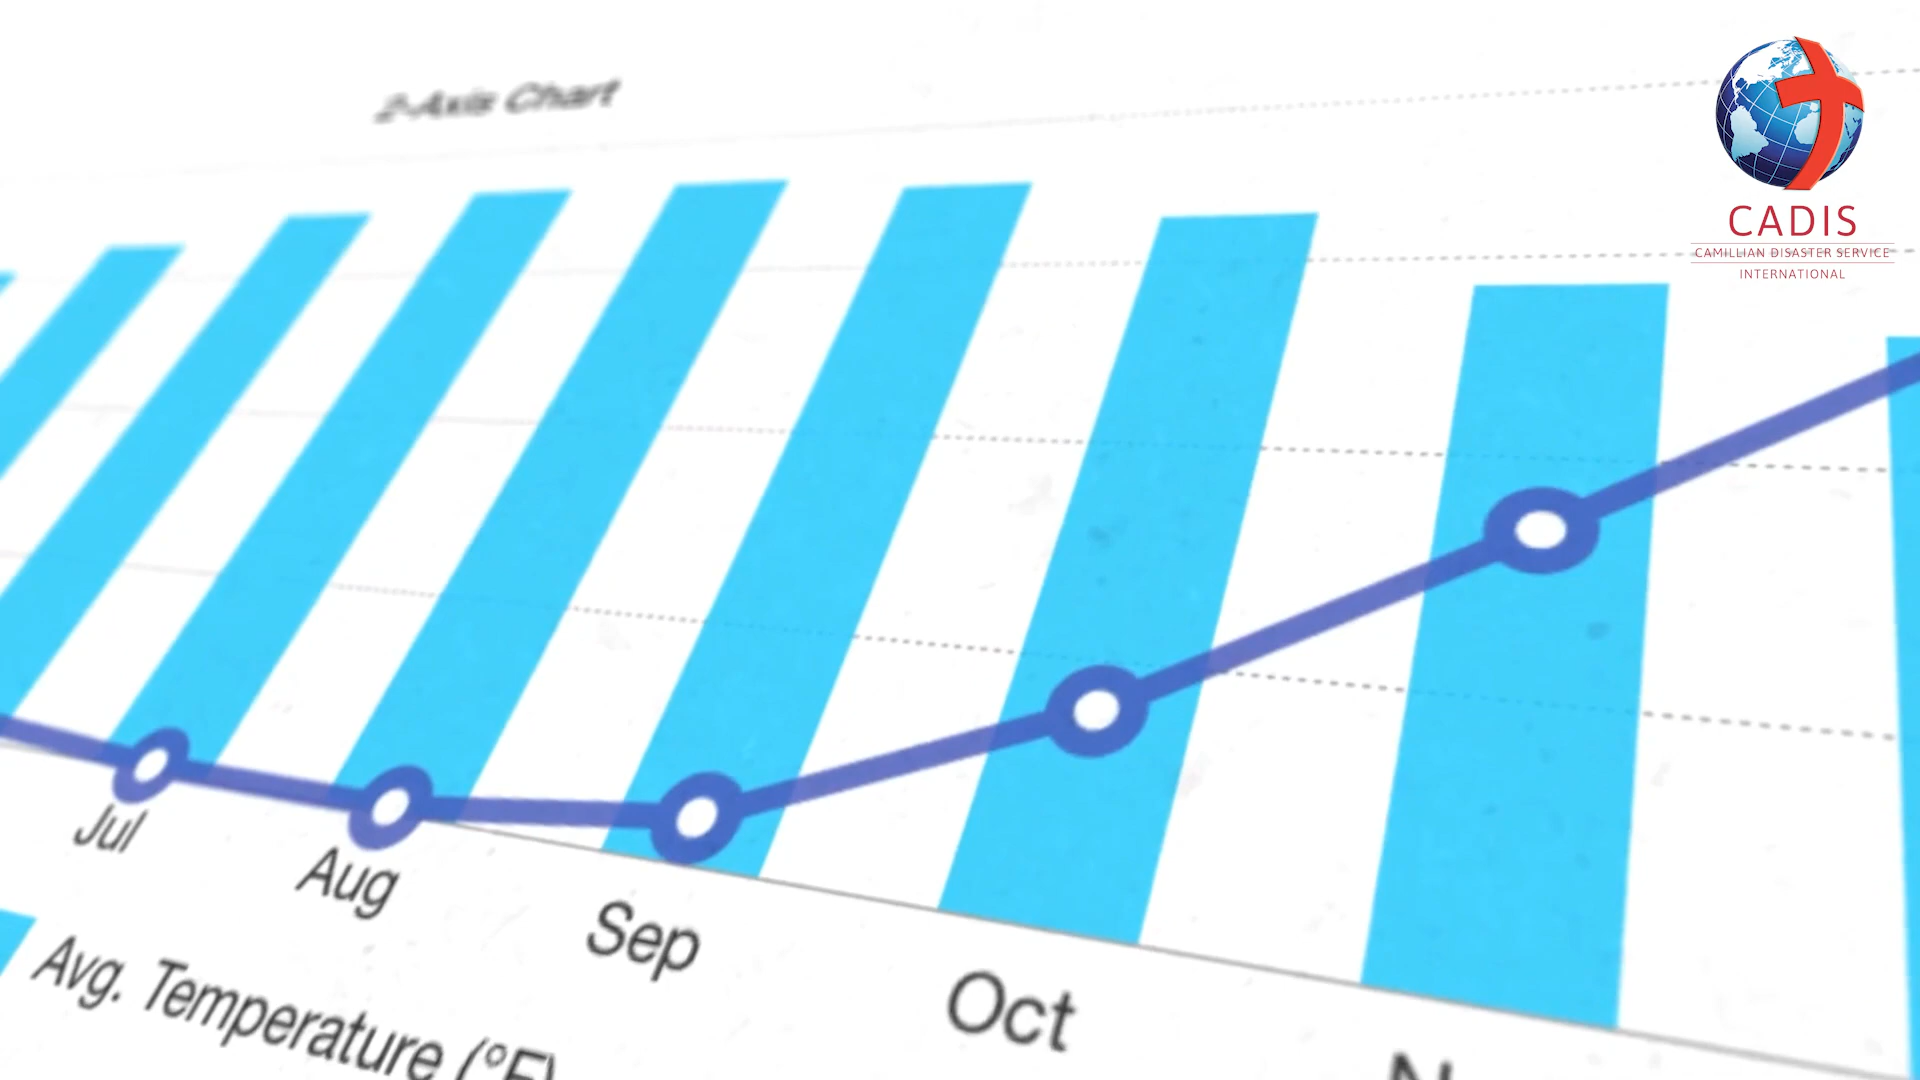 2-Axis Chart
CADIS
CAMILLIAN DISASTER SERVICE
INTERNATIONAL
Jul
Aug
Sep
Oct
Avg. Temperature (°F)